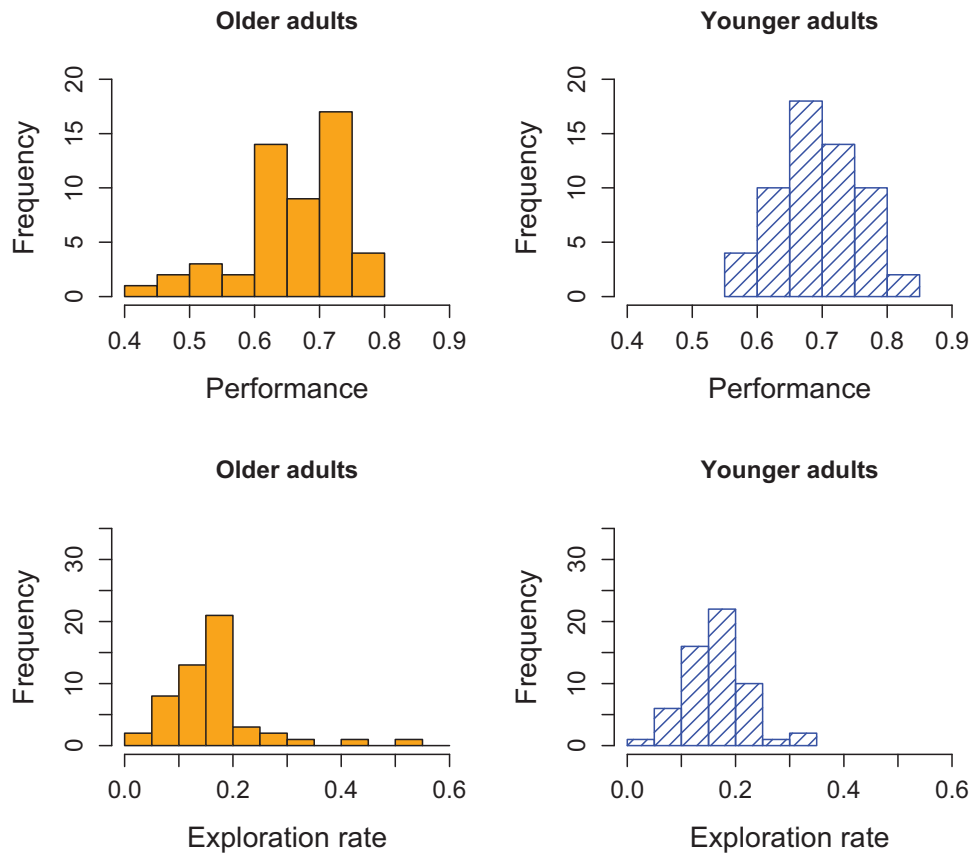 Older adults
Younger adults
Frequency
0 5 10 15 20
0.4 0.5 0.6 0.7 0.8 0.9
Performance
Frequency
0 5 10 15 20
0.4 0.5 0.6 0.7 0.8 0.9
Performance
Older adults
Younger adults
Frequency
0 10 20 30
0.0 0.2 0.4 0.6
Exploration rate
Frequency
0 10 20 30
0.0 0.2 0.4 0.6
Exploration rate